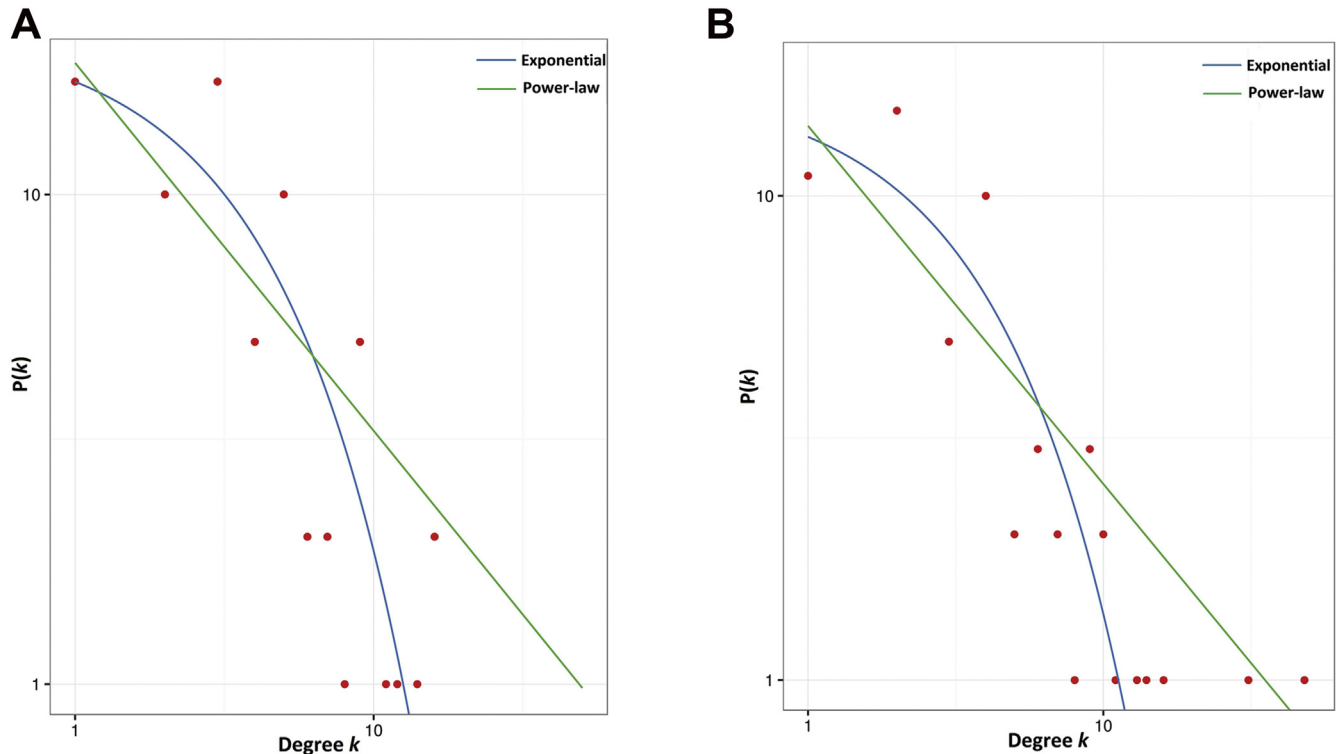 A
Exponential
Power-law
10
1
P(k)
1
10
Degree k
B
Exponential
Power-law
10
1
P(k)
1
10
Degree k